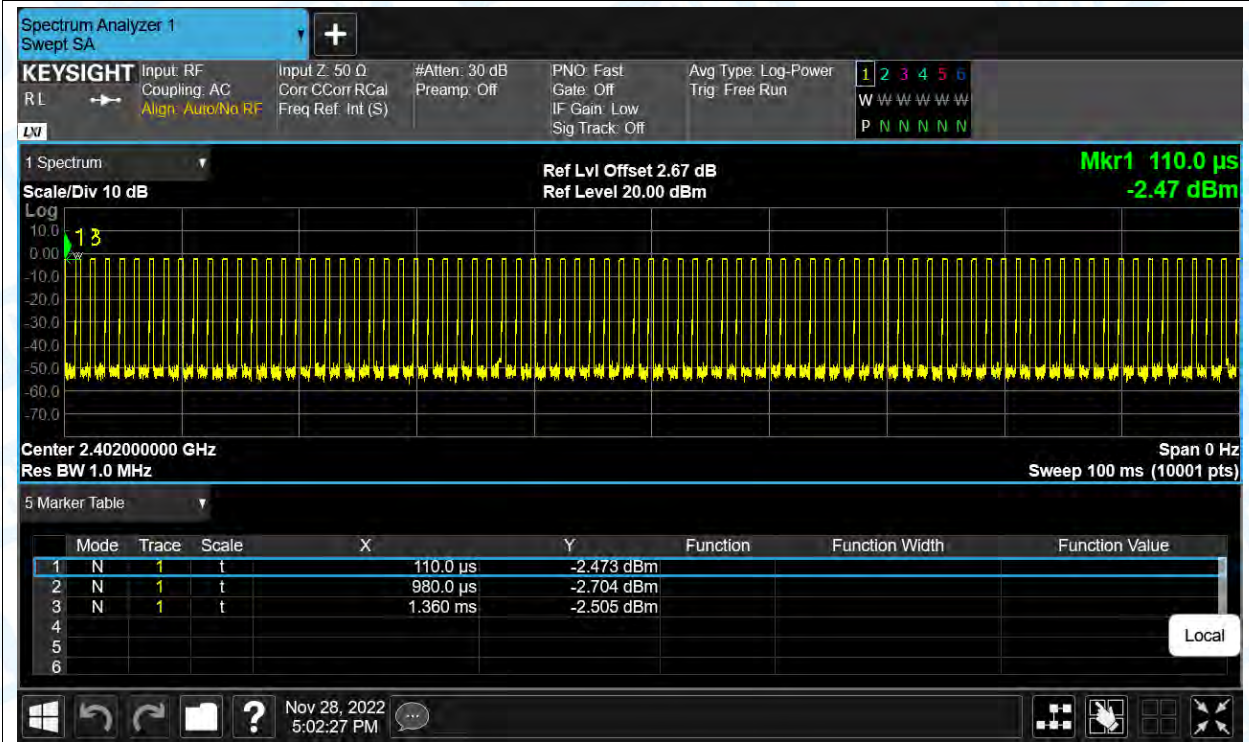 Spectrum Analyzer 1
Swept SA
+
KEYSIGHT Input: RF Input Z: 50 Ω #Atten: 30 dB PNO: Fast Avg Type: Log-Power 1 2 3 4 5 6
R L Coupling: AC Corr CCorr RCal Preamp: Off Gate: Off Trig: Free Run W W W W W W
Align: Auto/No RF Freq Ref: Int (S) IF Gain: Low
LXI Sig Track: Off P N N N N N
1 Spectrum Ref Lvl Offset 2.67 dB Mkr1 110.0 µs
Scale/Div 10 dB Ref Level 20.00 dBm -2.47 dBm
Log
10.0 1 3
0.00
-10.0
-20.0
-30.0
-40.0
-50.0
-60.0
-70.0
Center 2.402000000 GHz Span 0 Hz
Res BW 1.0 MHz Sweep 100 ms (10001 pts)
5 Marker Table
Mode Trace Scale X Y Function Function Width Function Value
1 N 1 t 110.0 µs -2.473 dBm
2 N 1 t 980.0 µs -2.704 dBm
3 N 1 t 1.360 ms -2.505 dBm
4
5
6
Local
? Nov 28, 2022
5:02:27 PM